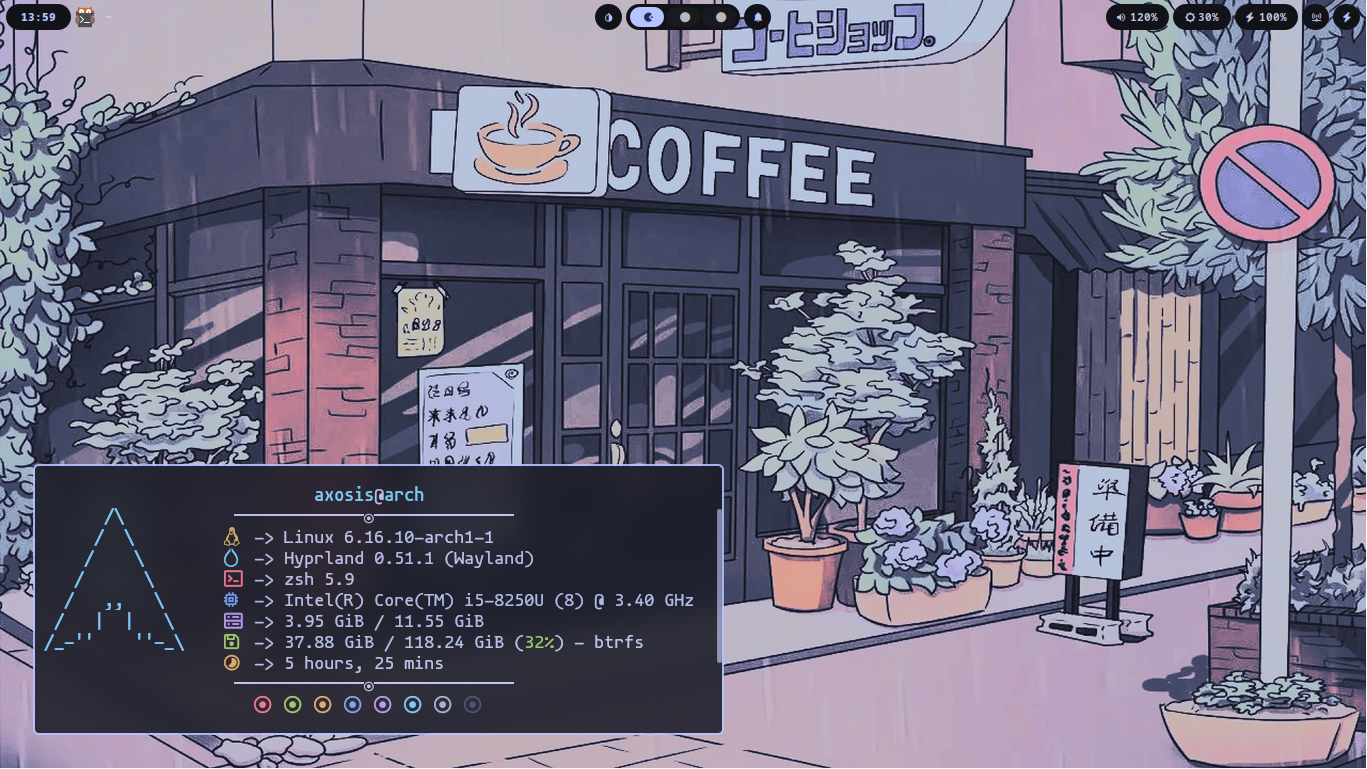 13:59
120%
30%
100%
コーヒショップ。
COFFEE
準備中
axosis@arch
-> Linux 6.16.10-arch1-1
-> Hyprland 0.51.1 (Wayland)
-> zsh 5.9
-> Intel(R) Core(TM) i5-8250U (8) @ 3.40 GHz
-> 3.95 GiB / 11.55 GiB
-> 37.88 GiB / 118.24 GiB (32%) - btrfs
-> 5 hours, 25 mins